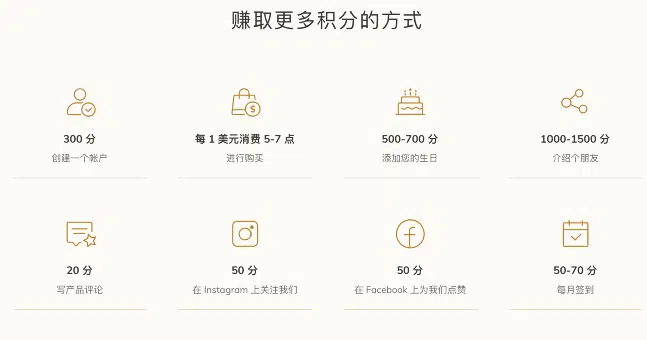 赚取更多积分的方式
300 分
创建一个帐户
每 1 美元消费 5-7 点
进行购买
500-700 分
添加您的生日
1000-1500 分
介绍个朋友
20 分
写产品评论
50 分
在 Instagram 上关注我们
50 分
在 Facebook 上为我们点赞
50-70 分
每月签到